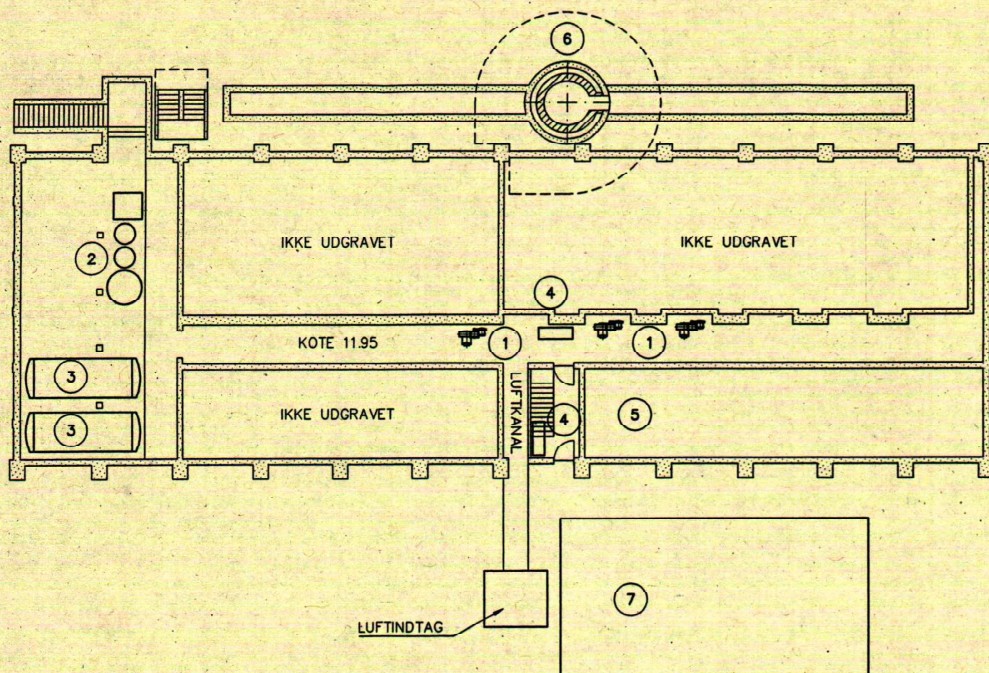 6
IKKE UDGRAVET
IKKE UDGRAVET
2
4
KOTE 11.95
1
1
3
LUFTKANAL
IKKE UDGRAVET
4
5
3
7
LUFTINDTAG